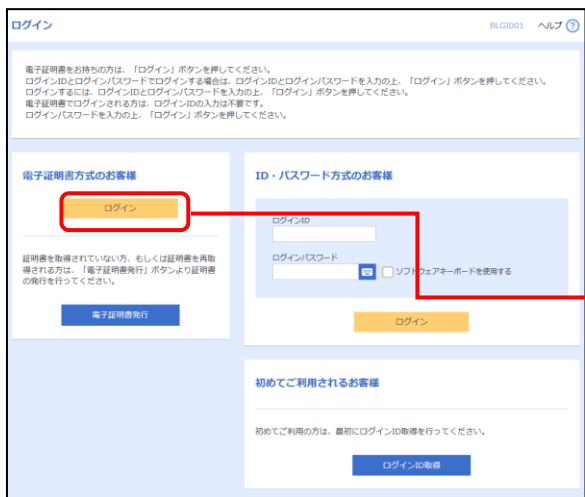 ログイン
BLGI001 ヘルプ ?
電子証明書をお持ちの方は、「ログイン」ボタンを押してください。
ログインIDとログインパスワードでログインする場合は、ログインIDとログインパスワードを入力の上、「ログイン」ボタンを押してください。
ログインするには、ログインIDとログインパスワードを入力の上、「ログイン」ボタンを押してください。
電子証明書でログインされる方は、ログインIDの入力は不要です。
ログインパスワードを入力の上、「ログイン」ボタンを押してください。
電子証明書方式のお客様
ログイン
証明書を取得されていない方、もしくは証明書を再取
得される方は、「電子証明書発行」ボタンより証明書
の発行を行ってください。
電子証明書発行
ID・パスワード方式のお客様
ログインID
ログインパスワード
ソフトウェアキーボードを使用する
ログイン
初めてご利用されるお客様
初めてご利用の方は、最初にログインID取得を行ってください。
ログインID取得